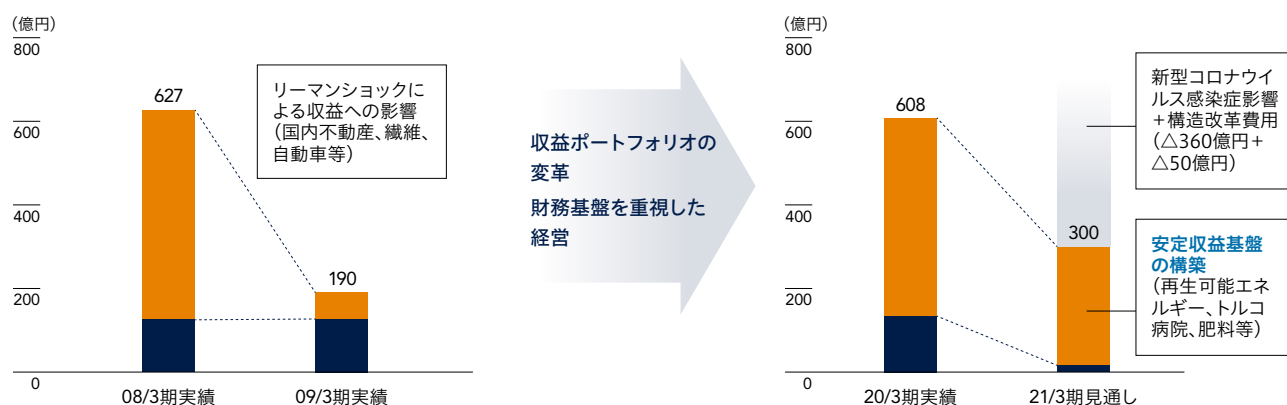 （億円）
800
600
400
200
0
627
190
08/3期実績
09/3期実績
リーマンショックに
よる収益への影響
（国内不動産、繊維、
自動車等）
収益ポートフォリオの
変革
財務基盤を重視した
経営
（億円）
800
600
400
200
0
608
300
20/3期実績
21/3期見通し
新型コロナウイ
ルス感染症影響
＋構造改革費用
（△360億円＋
△50億円）
安定収益基盤
の構築
（再生可能エネ
ルギー、トルコ
病院、肥料等）